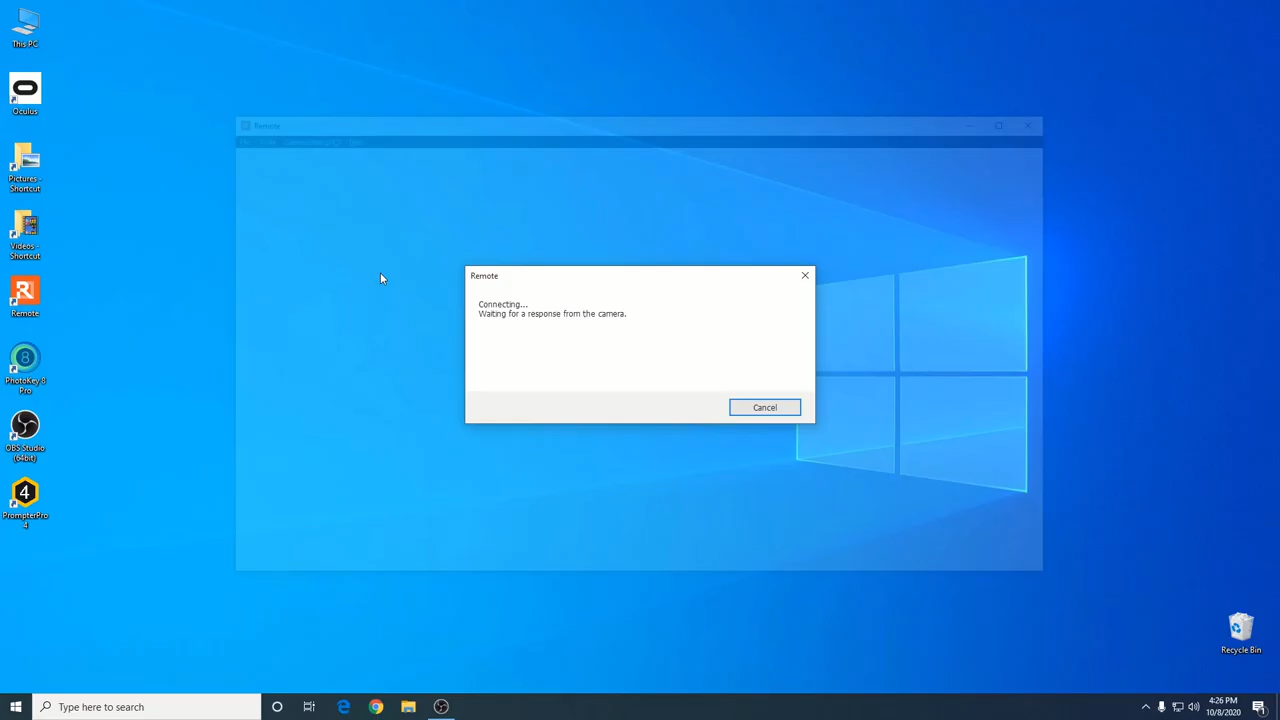 This PC
Oculus
Pictures -
Shortcut
Videos -
Shortcut
Remote
PhotoKey 8
Pro
OBS Studio
(64bit)
PrompterPro
4
Remote
Remote
Connecting...
Waiting for a response from the camera.
Cancel
Recycle Bin
Type here to search
4:26 PM
10/8/2020